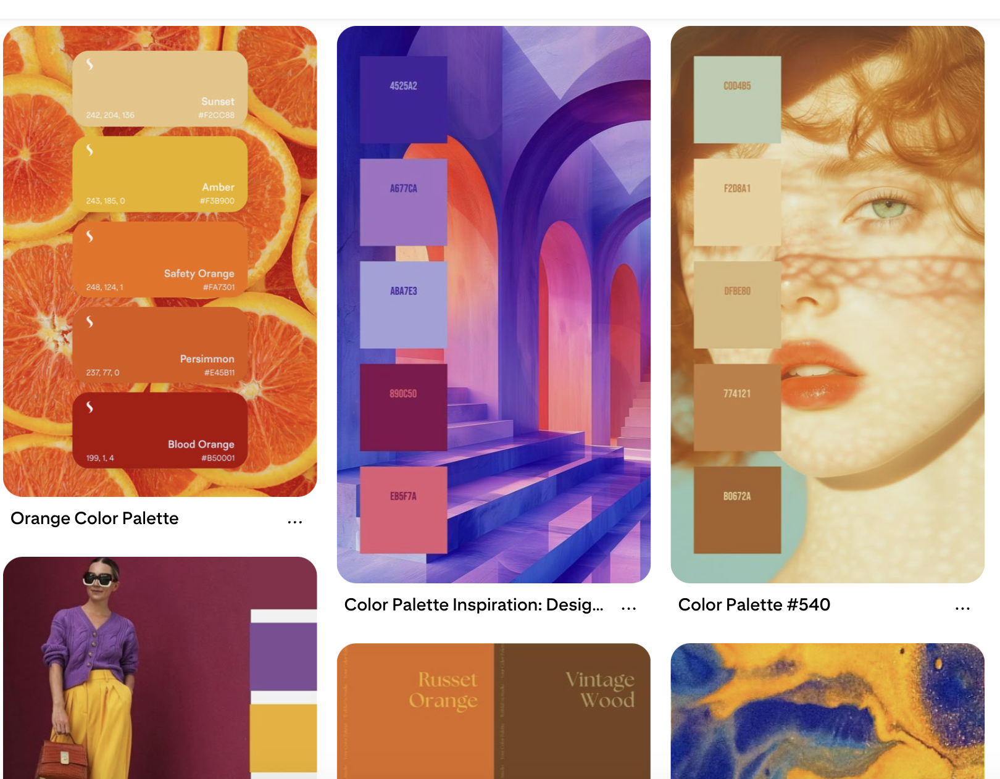 Sunset
242, 204, 136 #F2CC88
Amber
243, 185, 0 #F3B900
Safety Orange
248, 124, 1 #FA7301
Persimmon
237, 77, 0 #E45B11
Blood Orange
199, 1, 4 #B50001
Orange Color Palette ...
4525A2
A677CA
ABA7E3
890C50
EB5F7A
Color Palette Inspiration: Desig... ...
C0D4B5
F2D8A1
DFBE80
774121
B0672A
Color Palette #540 ...
Russet
Orange
Vintage
Wood